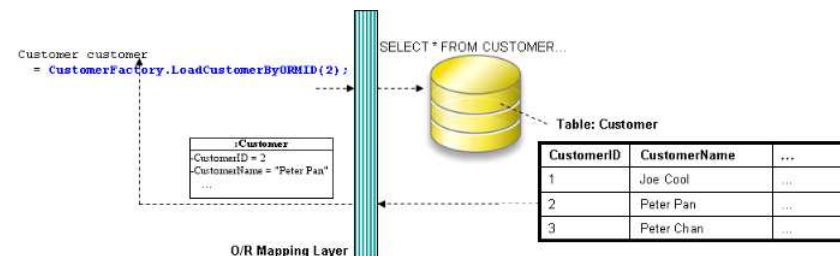 Customer customer
= CustomerFactory.LoadCustomerByORMID(2);
SELECT * FROM CUSTOMER...
:Customer
-CustomerID = 2
-CustomerName = "Peter Pan"
...
O/R Mapping Layer
Table: Customer
CustomerID CustomerName ...
1 Joe Cool ...
2 Peter Pan ...
3 Peter Chan ...